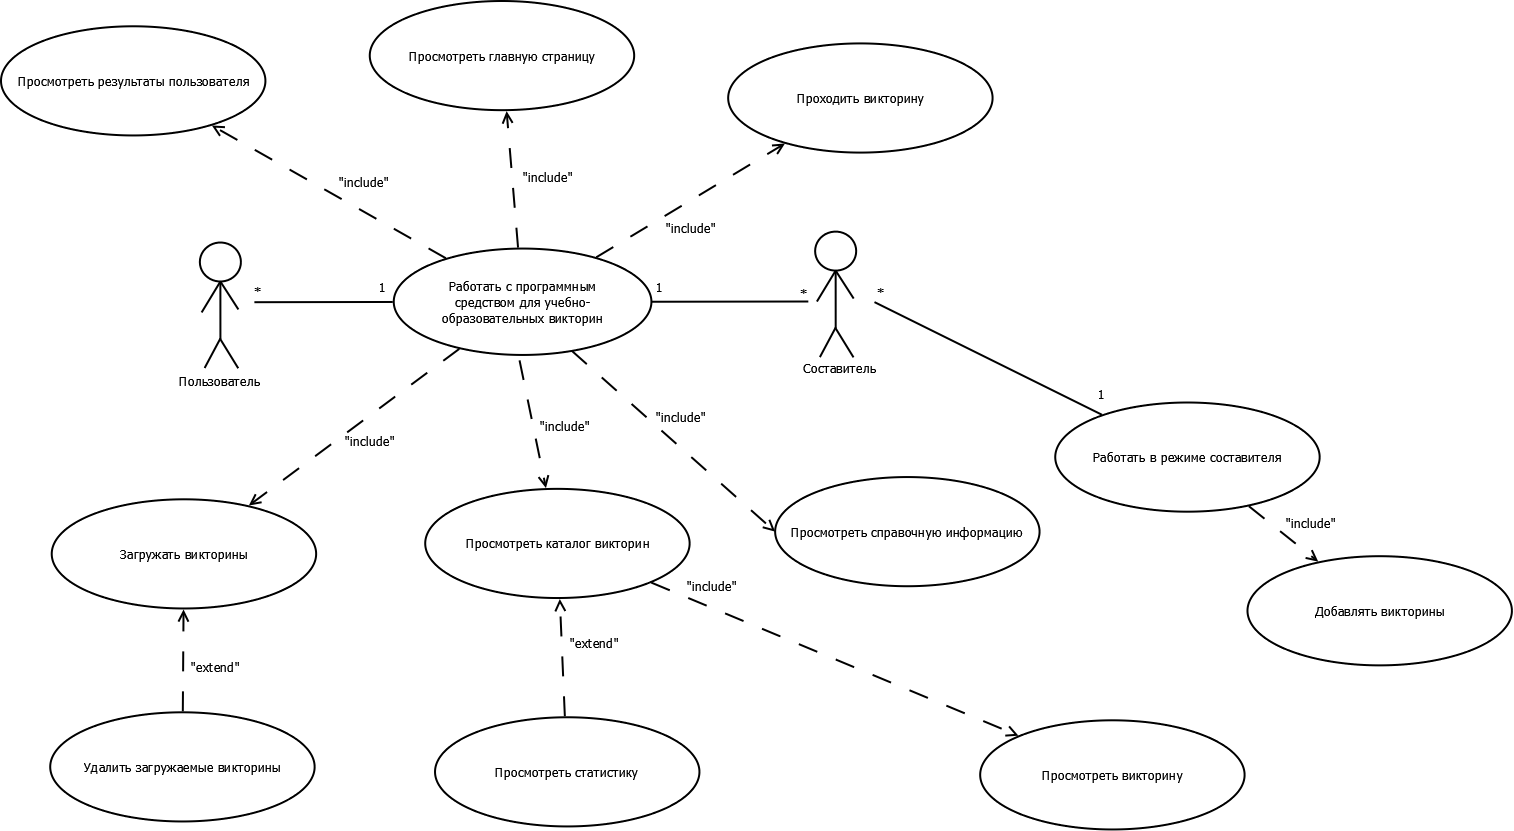 Просмотреть главную страницу
Просмотреть результаты пользователя
Проходить викторину
"include"
"include"
"include"
*
1
Работать с программным
средством для учебно-
образовательных викторин
1
*
*
Пользователь
Составитель
1
"include"
"include"
"include"
Работать в режиме составителя
"include"
Просмотреть справочную информацию
Просмотреть каталог викторин
Загружать викторины
"include"
Добавлять викторины
"extend"
"extend"
Удалить загружаемые викторины
Просмотреть статистику
Просмотреть викторину